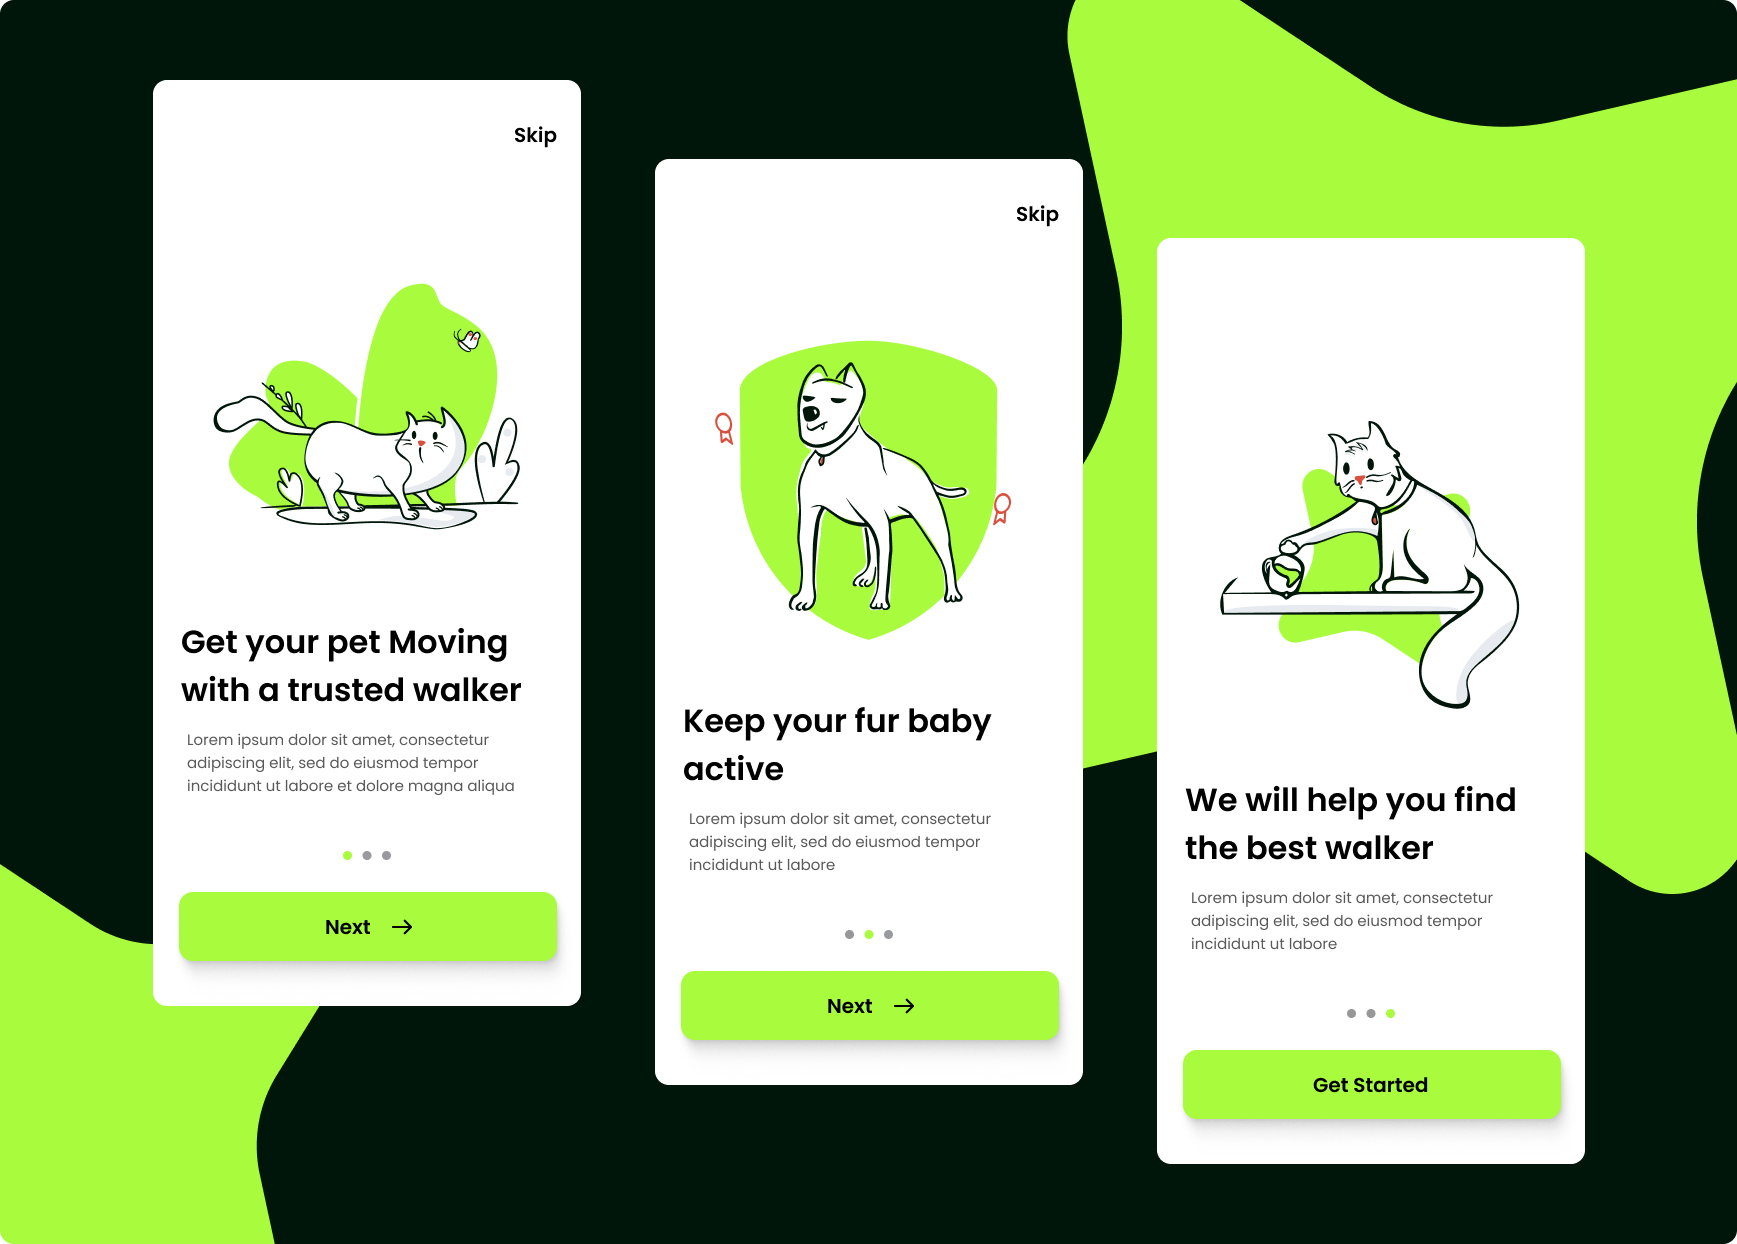 Skip
Get your pet Moving
with a trusted walker
Lorem ipsum dolor sit amet, consectetur
adipiscing elit, sed do eiusmod tempor
incididunt ut labore et dolore magna aliqua
Next
Skip
Keep your fur baby
active
Lorem ipsum dolor sit amet, consectetur
adipiscing elit, sed do eiusmod tempor
incididunt ut labore
Next
We will help you find
the best walker
Lorem ipsum dolor sit amet, consectetur
adipiscing elit, sed do eiusmod tempor
incididunt ut labore
Get Started